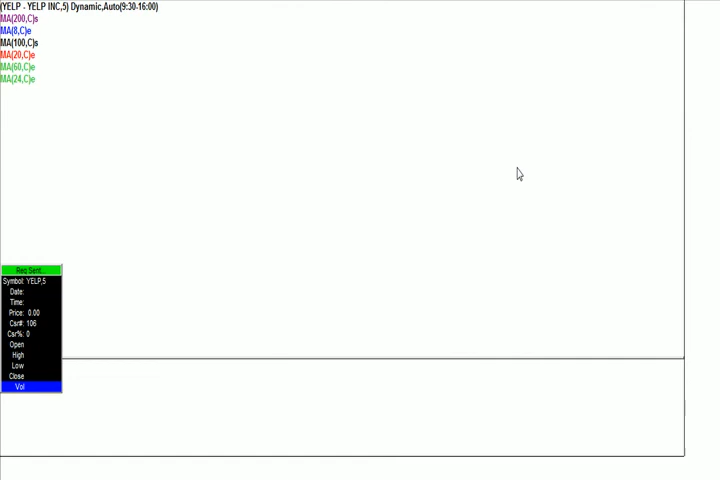 (YELP - YELP INC,5) Dynamic,Auto(9:30-16:00)
MA(200,C)s
MA(8,C)e
MA(100,C)s
MA(20,C)e
MA(60,C)e
MA(24,C)e
Req Sent...
Symbol: YELP,5
Date:
Time:
Price: 0.00
Csr#: 106
Csr%: 0
Open
High
Low
Close
Vol